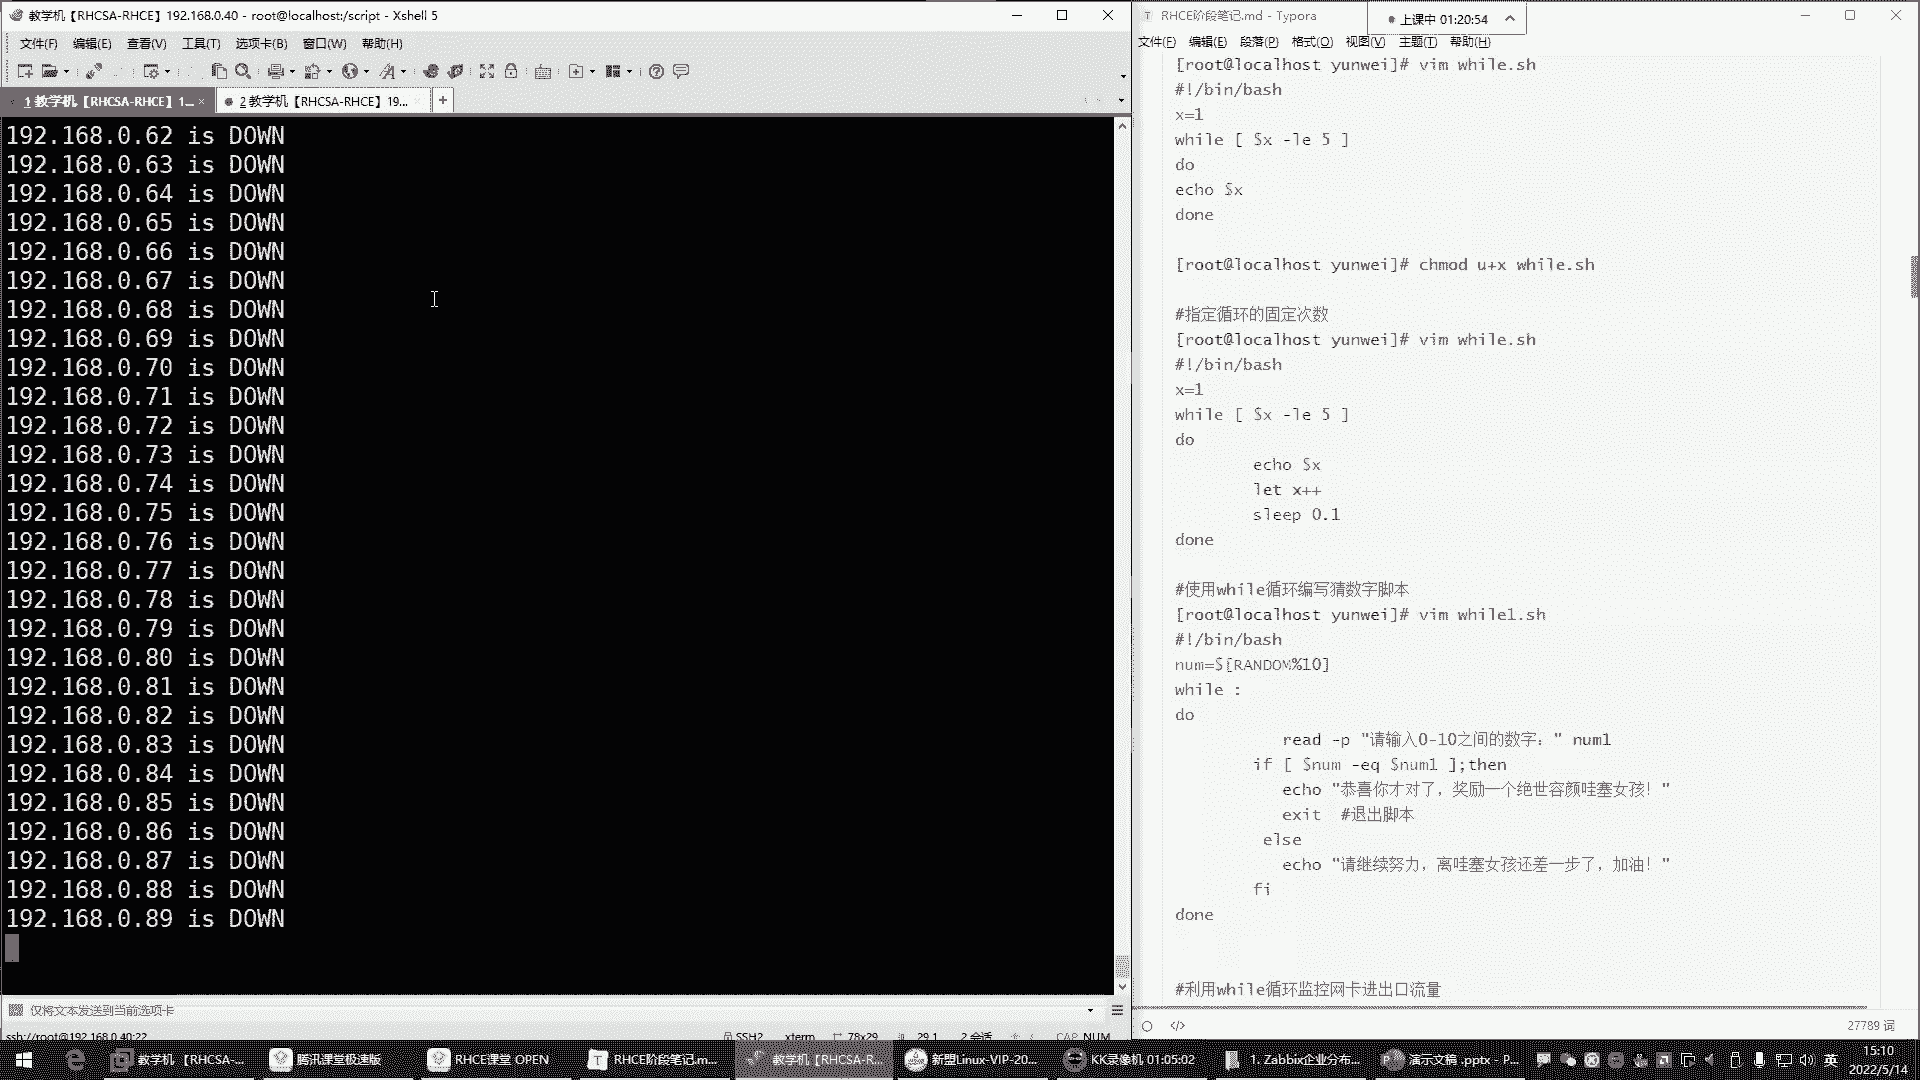 教学机【RHCSA-RHCE】192.168.0.40 - root@localhost:/script - Xshell 5
文件(F) 编辑(E) 查看(V) 工具(T) 选项卡(B) 窗口(W) 帮助(H)
1 教学机【RHCSA-RHCE】1...
2 教学机【RHCSA-RHCE】19...
192.168.0.62 is DOWN
192.168.0.63 is DOWN
192.168.0.64 is DOWN
192.168.0.65 is DOWN
192.168.0.66 is DOWN
192.168.0.67 is DOWN
192.168.0.68 is DOWN
192.168.0.69 is DOWN
192.168.0.70 is DOWN
192.168.0.71 is DOWN
192.168.0.72 is DOWN
192.168.0.73 is DOWN
192.168.0.74 is DOWN
192.168.0.75 is DOWN
192.168.0.76 is DOWN
192.168.0.77 is DOWN
192.168.0.78 is DOWN
192.168.0.79 is DOWN
192.168.0.80 is DOWN
192.168.0.81 is DOWN
192.168.0.82 is DOWN
192.168.0.83 is DOWN
192.168.0.84 is DOWN
192.168.0.85 is DOWN
192.168.0.86 is DOWN
192.168.0.87 is DOWN
192.168.0.88 is DOWN
192.168.0.89 is DOWN
仅将文本发送到当前选项卡
ssh://root@192.168.0.40:22 SSH2 xterm 78x29 29,1 2 会话 CAP NUM
RHCE阶段笔记.md - Typora
上课中 01:20:54
文件(F) 编辑(E) 段落(P) 格式(O) 视图(V) 主题(T) 帮助(H)
[root@localhost yunwei]# vim while.sh
#!/bin/bash
x=1
while [ $x -le 5 ]
do
echo $x
done
[root@localhost yunwei]# chmod u+x while.sh
#指定循环的固定次数
[root@localhost yunwei]# vim while.sh
#!/bin/bash
x=1
while [ $x -le 5 ]
do
echo $x
let x++
sleep 0.1
done
#使用while循环编写猜数字脚本
[root@localhost yunwei]# vim while1.sh
#!/bin/bash
num=$[RANDOM%10]
while :
do
read -p "请输入0-10之间的数字：" num1
if [ $num -eq $num1 ];then
echo "恭喜你才对了，奖励一个绝世容颜哇塞女孩！"
exit #退出脚本
else
echo "请继续努力，离哇塞女孩还差一步了，加油！"
fi
done
#利用while循环监控网卡进出口流量
27789 词
教学机【RHCSA-...
腾讯课堂极速版
RHCE课堂 OPEN
RHCE阶段笔记.m...
教学机【RHCSA-R...
新盟Linux-VIP-20...
KK录像机 01:05:02
1. Zabbix企业分布...
演示文稿 .pptx - P...
英
15:10
2022/5/14